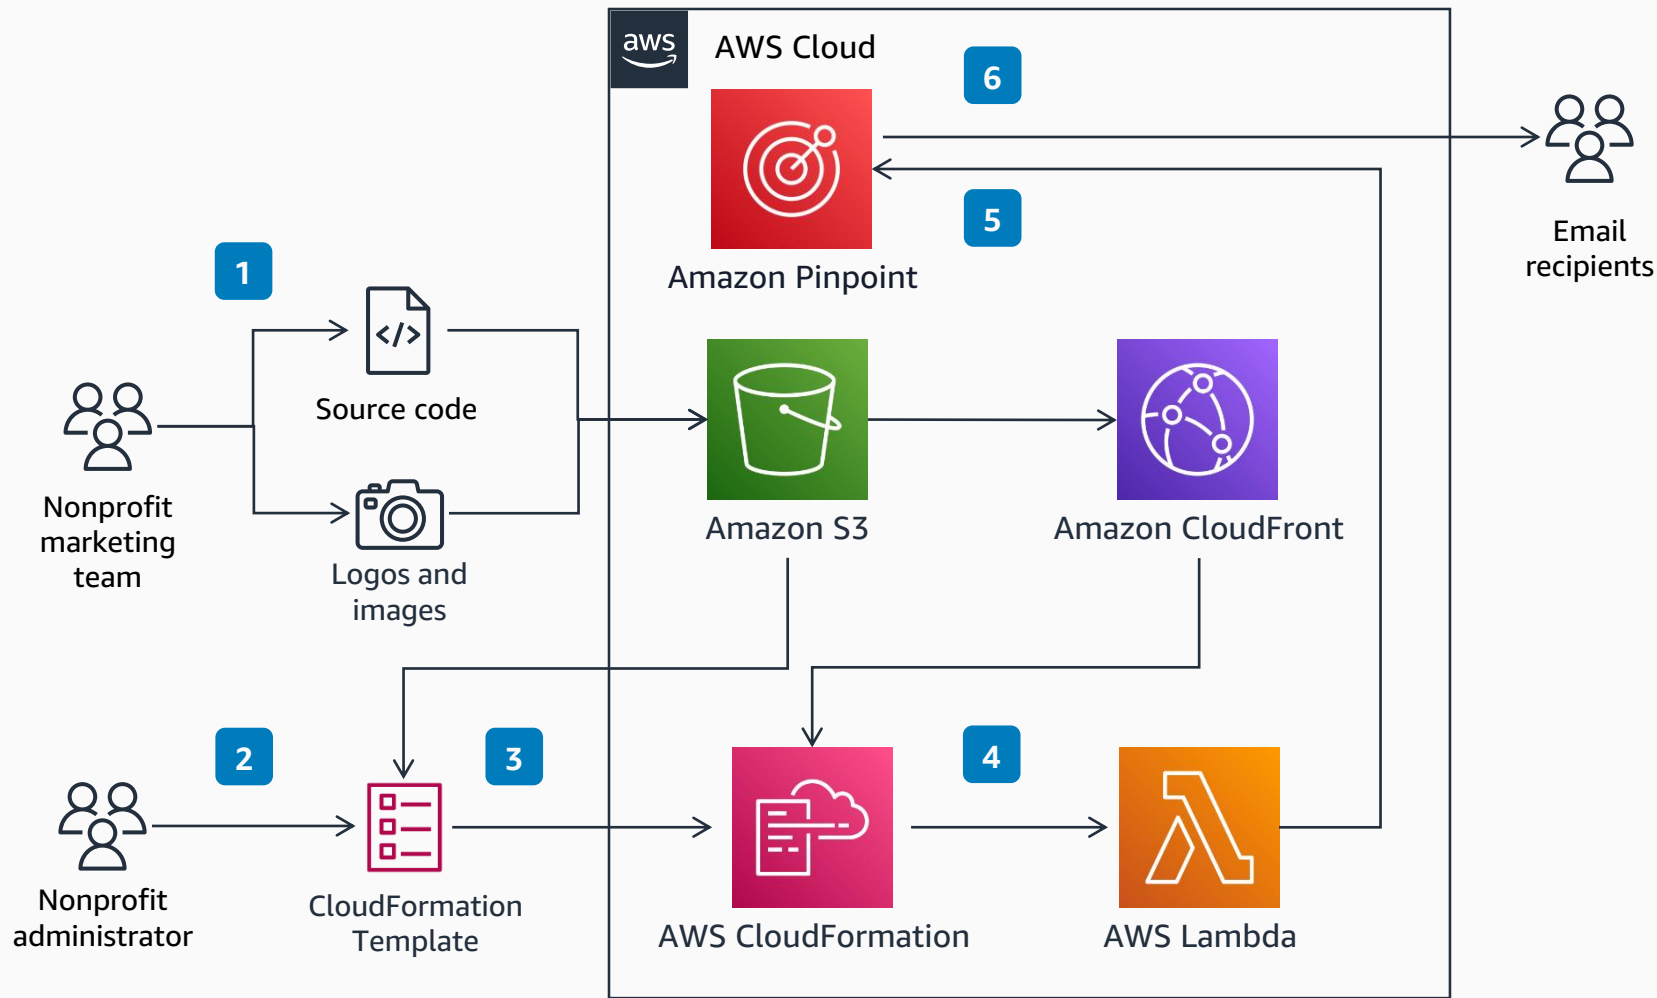 aws
AWS Cloud
6
5
Amazon Pinpoint
Email
recipients
1
</>
Source code
Nonprofit
marketing
team
Logos and
images
Amazon S3
Amazon CloudFront
2
3
4
Nonprofit
administrator
CloudFormation
Template
AWS CloudFormation
AWS Lambda